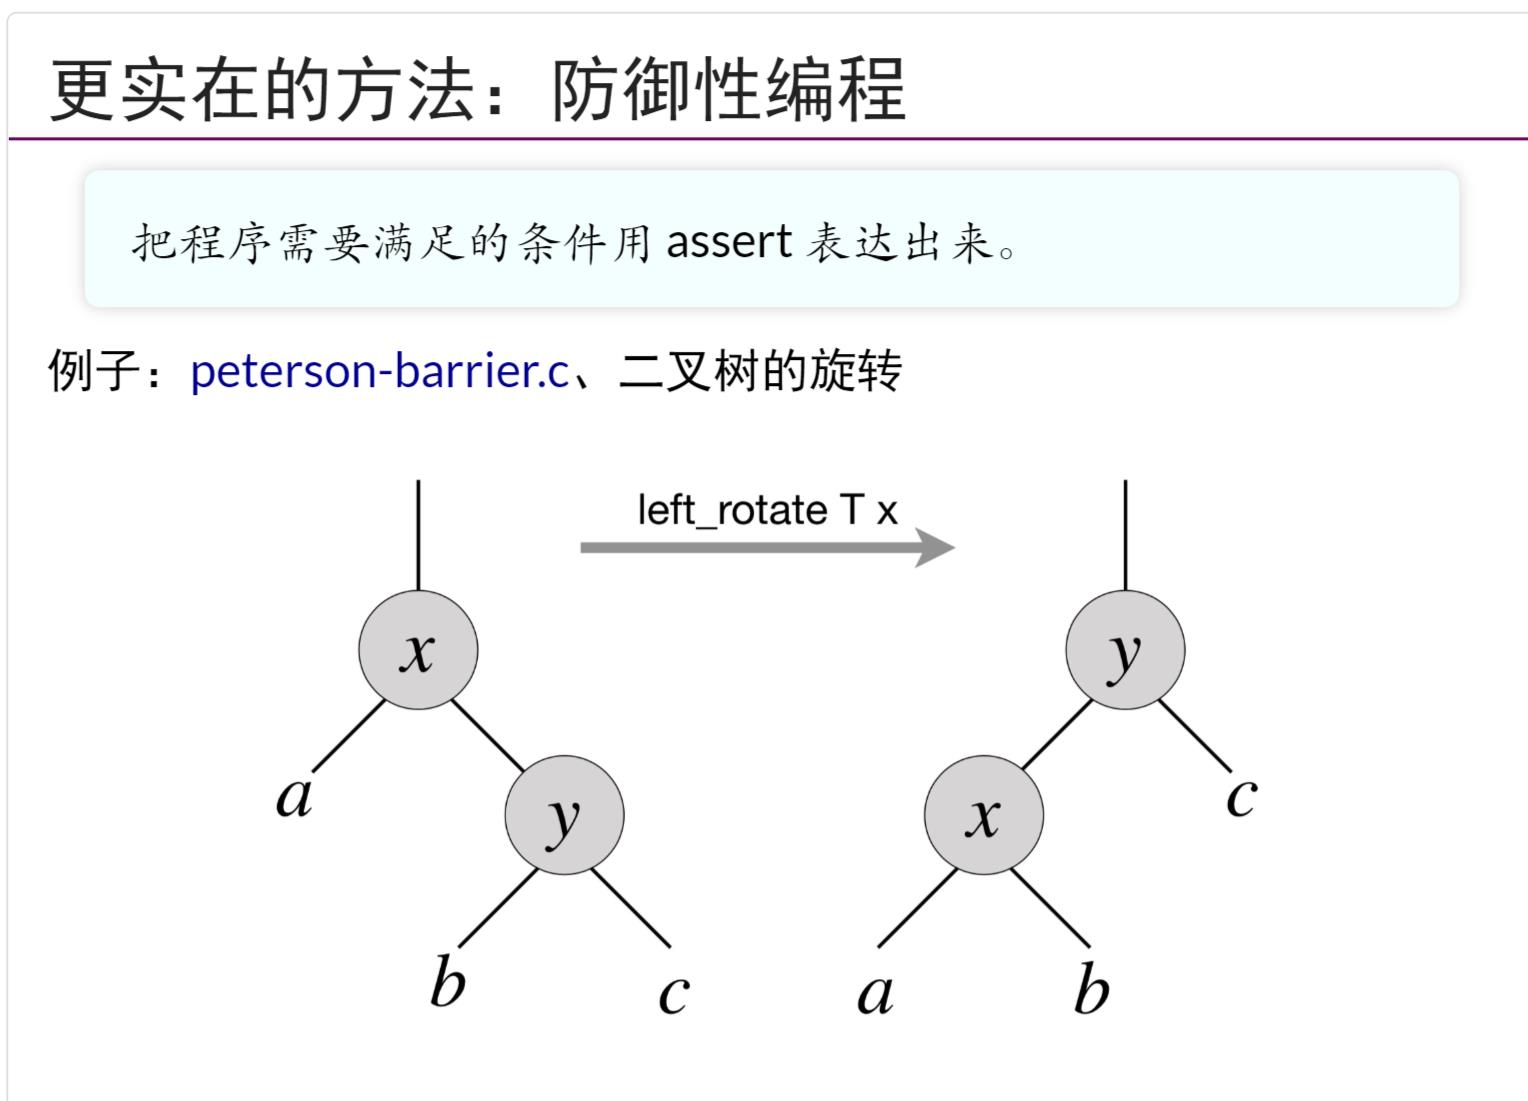 更实在的方法：防御性编程
把程序需要满足的条件用 assert 表达出来。
例子：peterson-barrier.c、二叉树的旋转
left_rotate T x
x
y
a
y
x
c
b
c
a
b